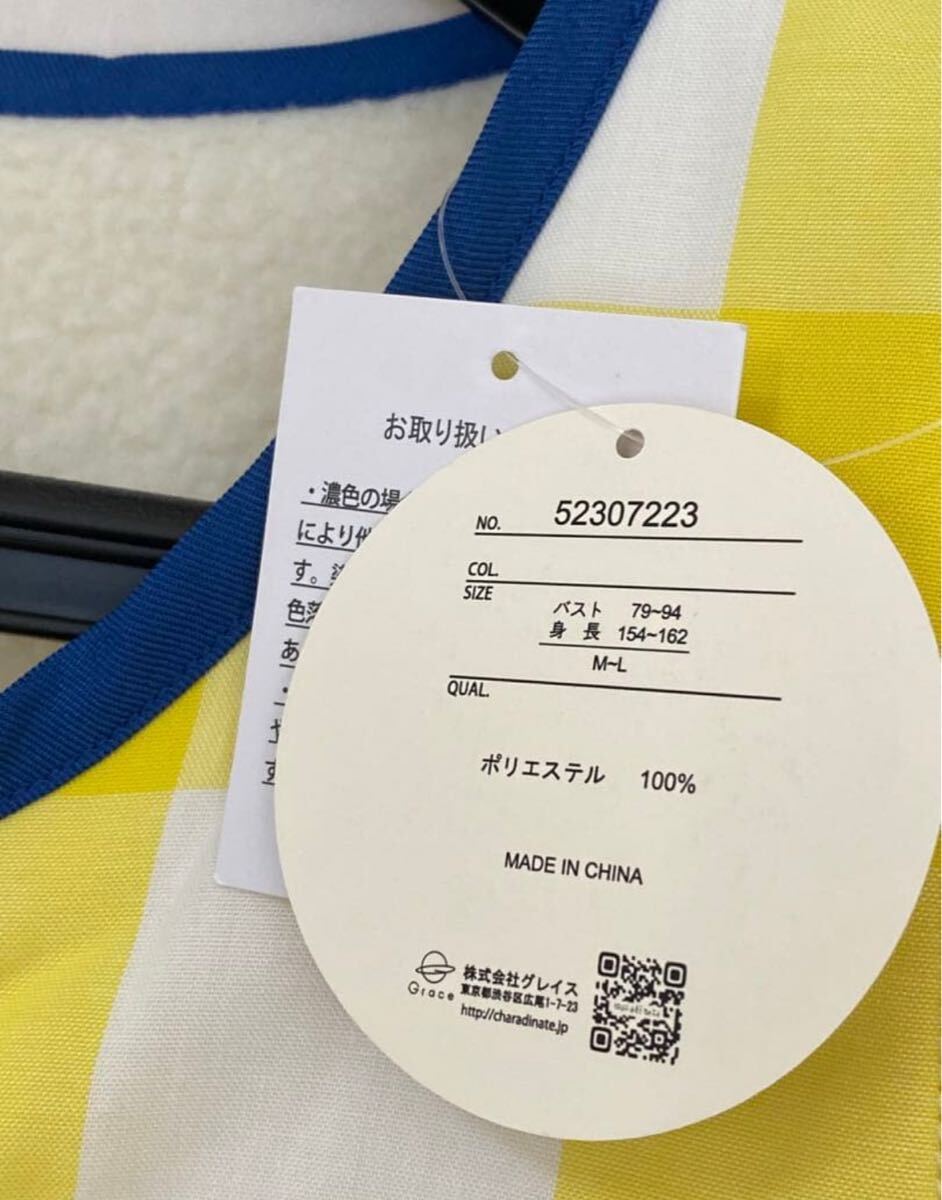 お取り扱い
・濃色の場
により
す。
色落
あ
・
す
NO. 52307223
COL.
SIZE
バスト 79~94
身 長 154~162
M~L
QUAL.
ポリエステル 100%
MADE IN CHINA
Grace
株式会社グレイス
東京都渋谷区広尾1-7-23
http://charadinate.jp